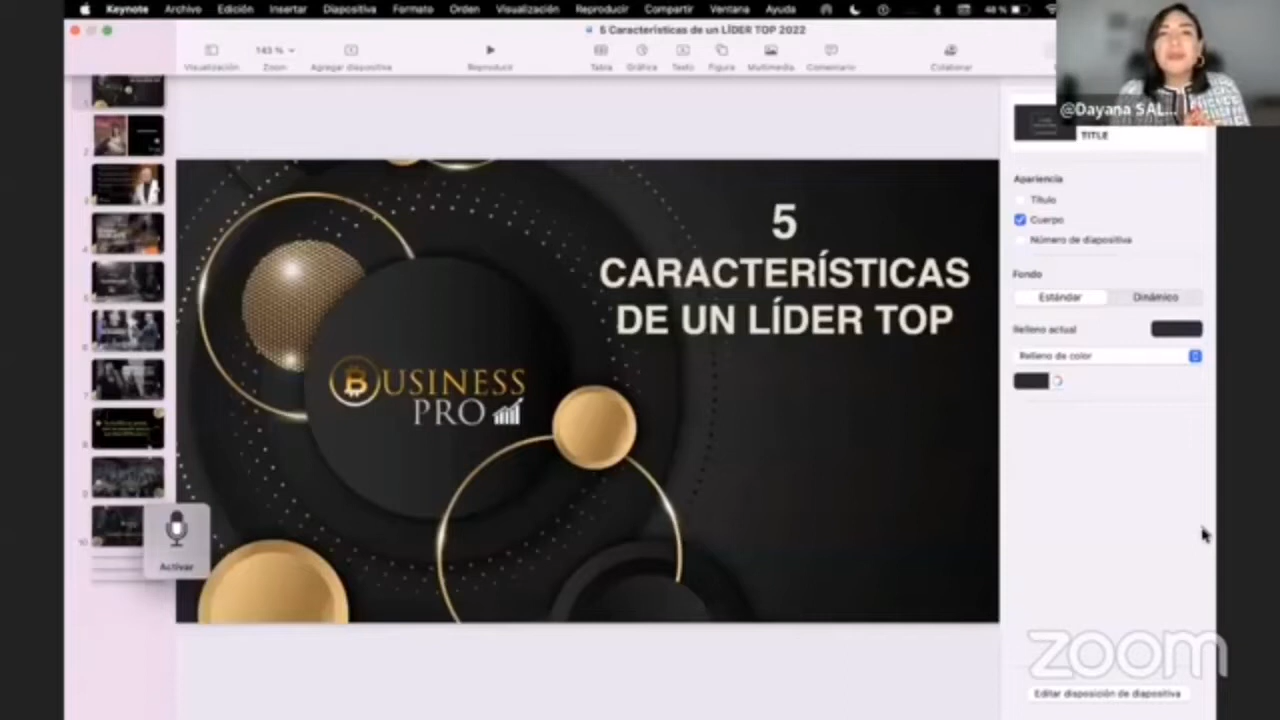 Keynote Archivo Edición Insertar Diapositiva Formato Orden Visualización Reproducir Compartir Ventana Ayuda 48 %
5 Características de un LÍDER TOP 2022
143 %
Visualización Zoom Agregar diapositiva Reproducir Tabla Gráfica Texto Figura Multimedia Comentario Colaborar
@Dayana SAL...
TITLE
Apariencia
Título
Cuerpo
Número de diapositiva
Fondo
Estándar Dinámico
Relleno actual
Relleno de color
5
CARACTERÍSTICAS
DE UN LÍDER TOP
BUSINESS
PRO
Activar
zoom
Editar disposición de diapositiva